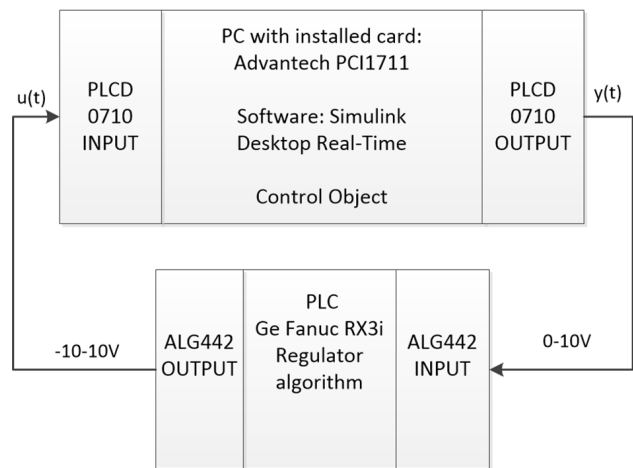 u(t)
PLCD
0710
INPUT
PC with installed card:
Advantech PCI1711
Software: Simulink
Desktop Real-Time
Control Object
PLCD
0710
OUTPUT
y(t)
-10-10V
ALG442
OUTPUT
PLC
Ge Fanuc RX3i
Regulator
algorithm
ALG442
INPUT
0-10V